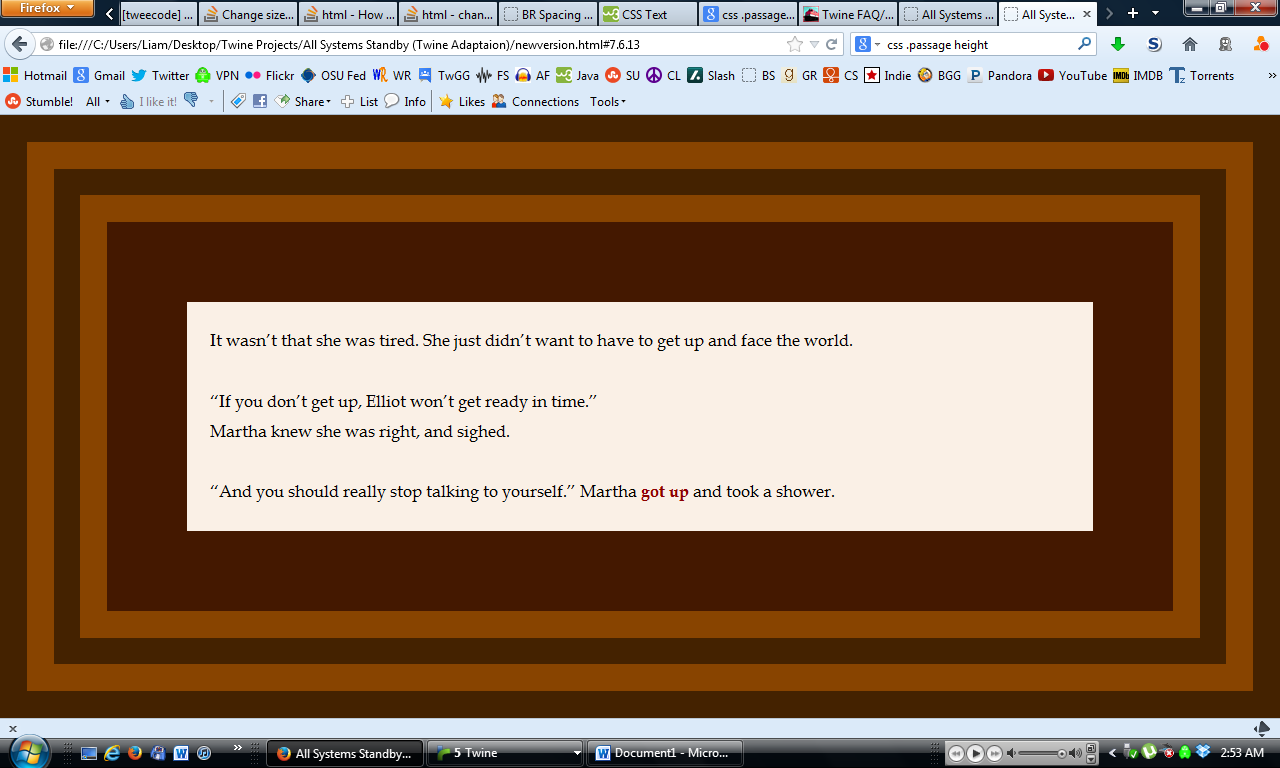 Firefox
[tweecode] ...
Change size...
html - How ...
html - chan...
BR Spacing ...
CSS Text
css .passage...
Twine FAQ/...
All Systems ...
All Syste...
file:///C:/Users/Liam/Desktop/Twine Projects/All Systems Standby (Twine Adaptaion)/newversion.html#7.6.13
css .passage height
Hotmail Gmail Twitter VPN Flickr OSU Fed WR TwGG FS AF Java SU CL Slash BS GR CS Indie BGG Pandora YouTube IMDB Torrents
Stumble! All I like it! Share List Info Likes Connections Tools
It wasn’t that she was tired. She just didn’t want to have to get up and face the world.
“If you don’t get up, Elliot won’t get ready in time.”
Martha knew she was right, and sighed.
“And you should really stop talking to yourself.” Martha got up and took a shower.
All Systems Standby...
5 Twine
Document1 - Micro...
2:53 AM